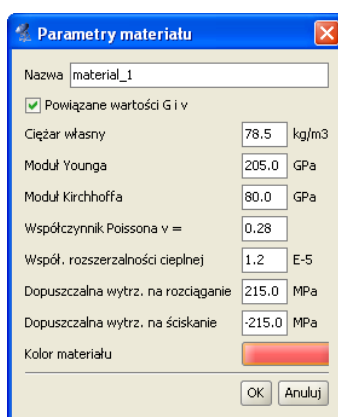 Parametry materiału
Nazwa material_1
Powiązane wartości G i v
Ciężar własny 78.5 kg/m3
Moduł Younga 205.0 GPa
Moduł Kirchhoffa 80.0 GPa
Współczynnik Poissona v = 0.28
Współ. rozszerzalności cieplnej 1.2 E-5
Dopuszczalna wytrz. na rozciąganie 215.0 MPa
Dopuszczalna wytrz. na ściskanie -215.0 MPa
Kolor materiału
OK Anuluj